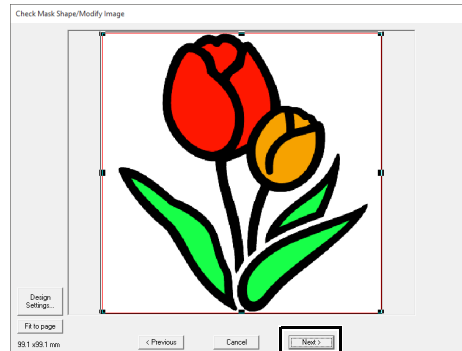 Check Mask Shape/Modify Image
Design
Settings...
Fit to page
99.1 x99.1 mm
< Previous
Cancel
Next >